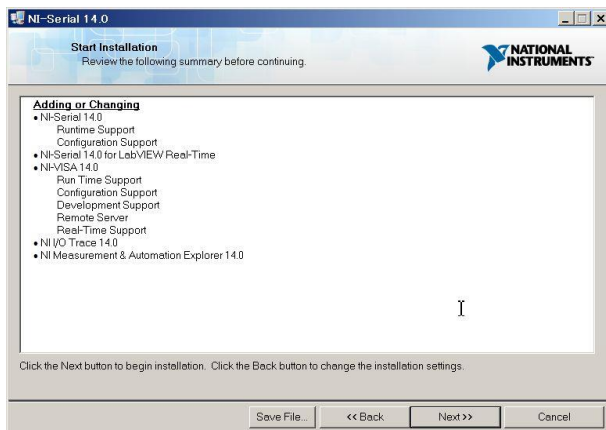 NI-Serial 14.0
Start Installation
Review the following summary before continuing.
NATIONAL
INSTRUMENTS™
Adding or Changing
• NI-Serial 14.0
Runtime Support
Configuration Support
• NI-Serial 14.0 for LabVIEW Real-Time
• NI-VISA 14.0
Run Time Support
Configuration Support
Development Support
Remote Server
Real-Time Support
• NI I/O Trace 14.0
• NI Measurement & Automation Explorer 14.0
Click the Next button to begin installation. Click the Back button to change the installation settings.
Save File... << Back Next >> Cancel